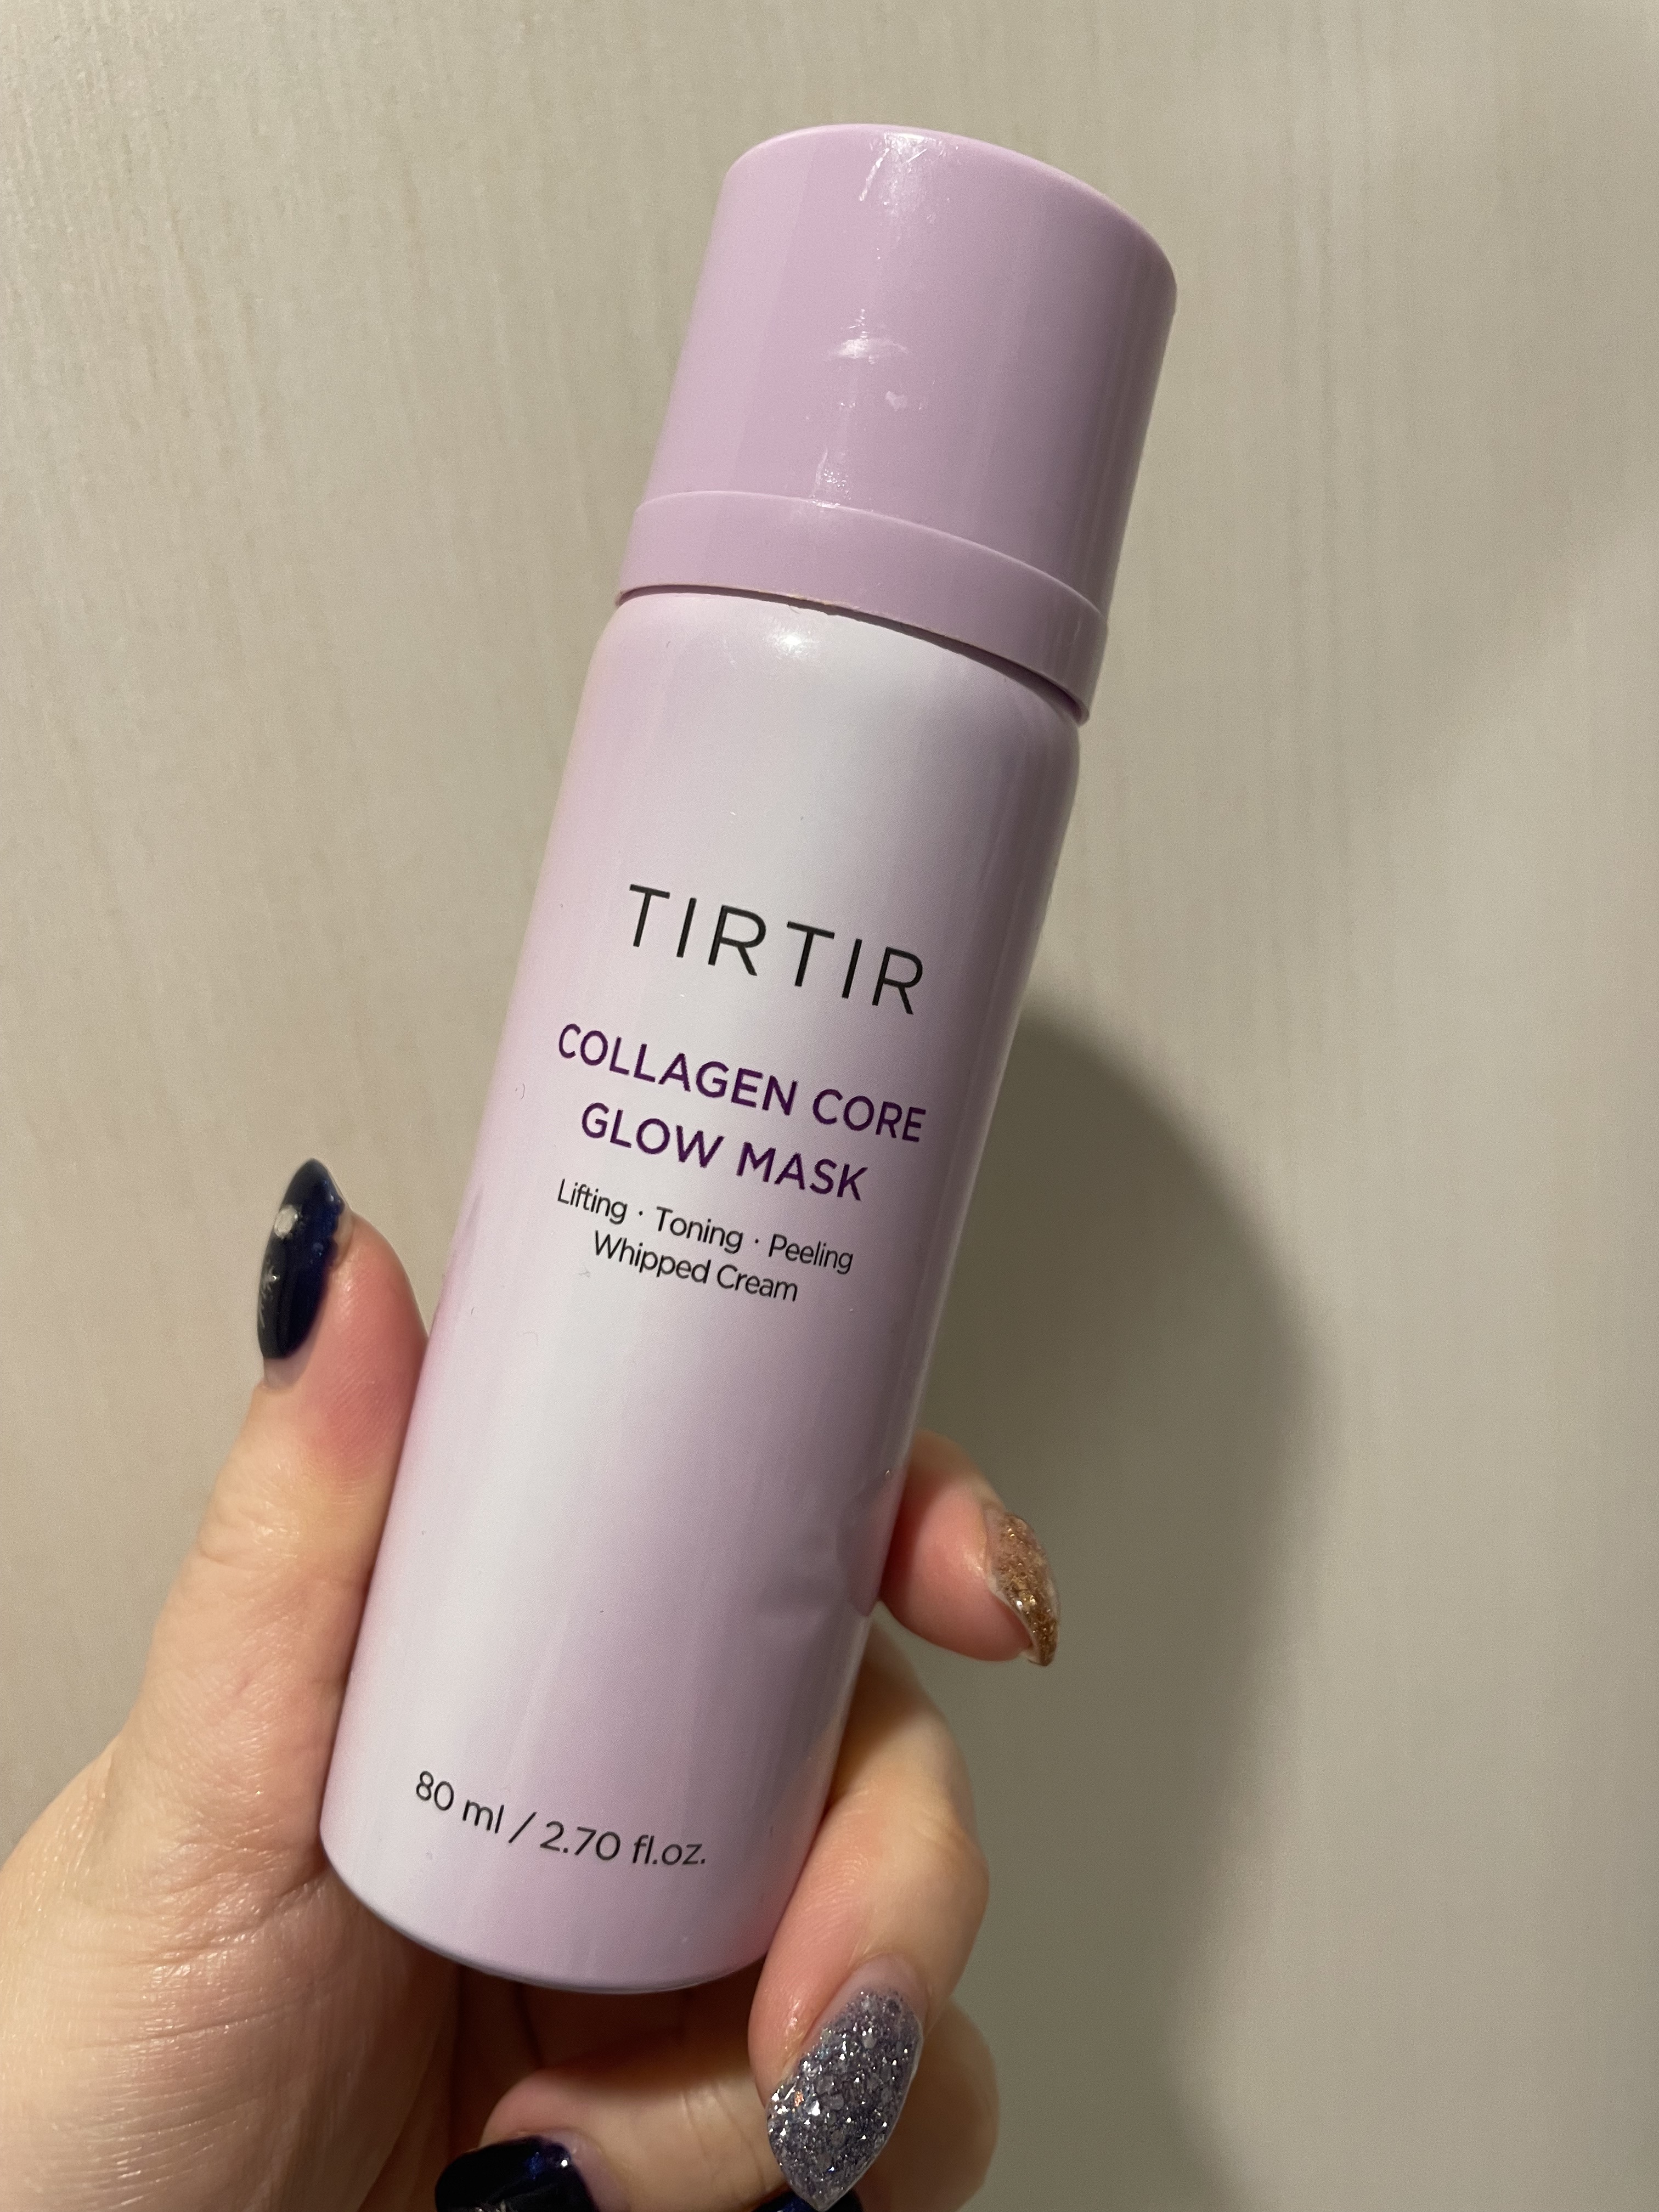 TIRTIR
COLLAGEN CORE
GLOW MASK
Lifting · Toning · Peeling
Whipped Cream
80 ml / 2.70 fl.oz.